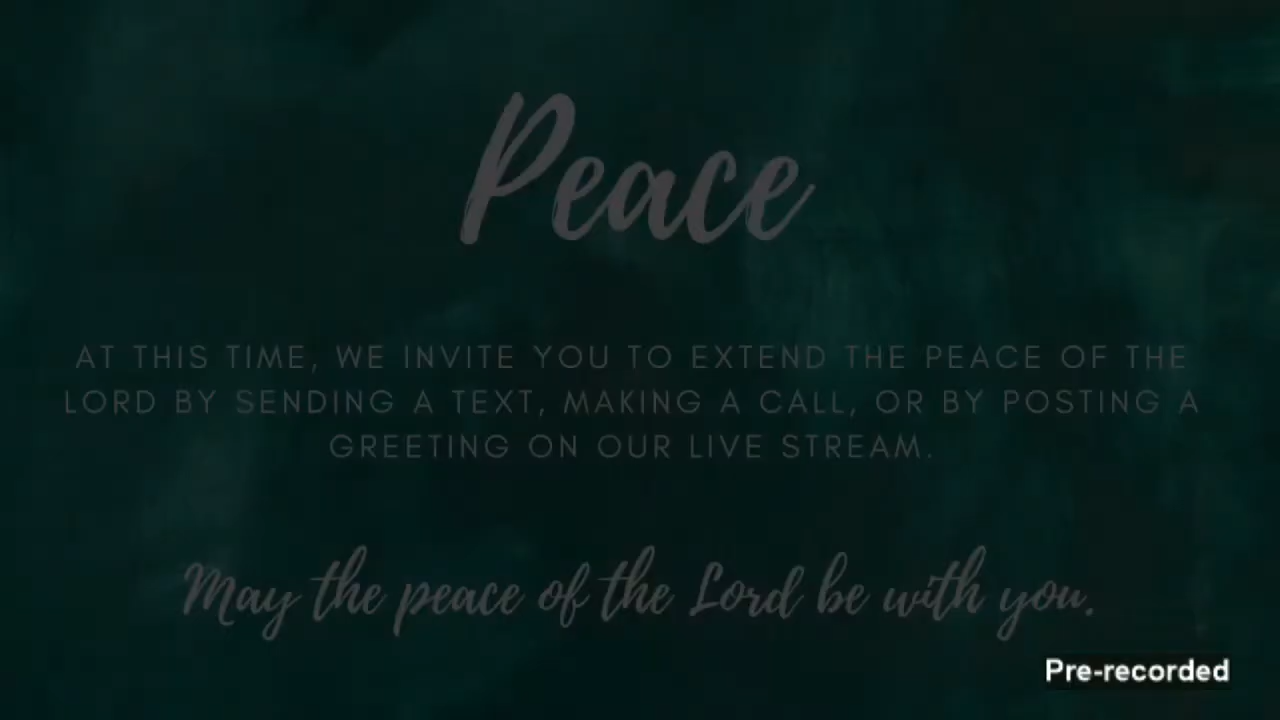 Peace
AT THIS TIME, WE INVITE YOU TO EXTEND THE PEACE OF THE
LORD BY SENDING A TEXT, MAKING A CALL, OR BY POSTING A
GREETING ON OUR LIVE STREAM.
May the peace of the Lord be with you.
Pre-recorded